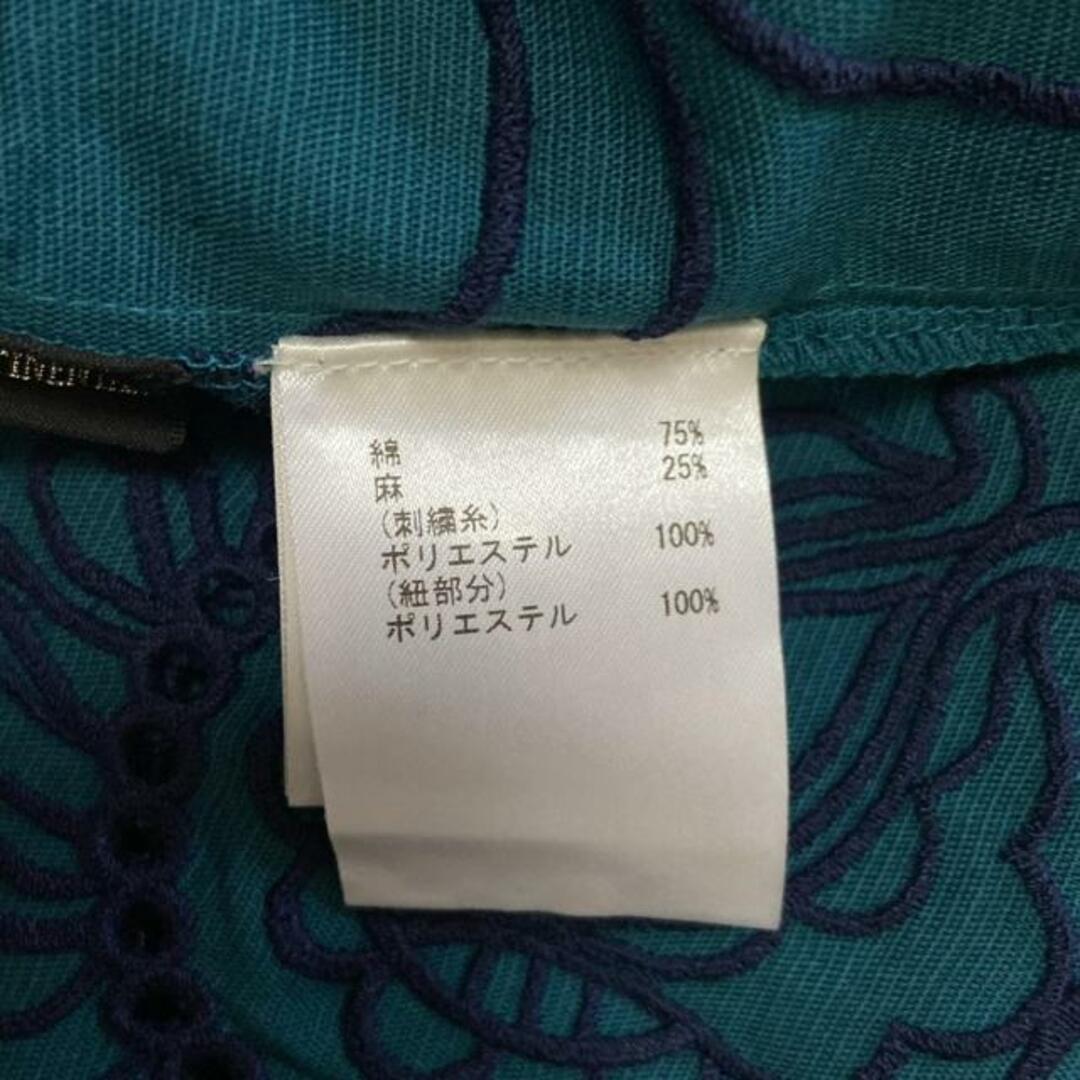 綿 75%
麻 25%
(刺繍糸)
ポリエステル 100%
(紐部分)
ポリエステル 100%